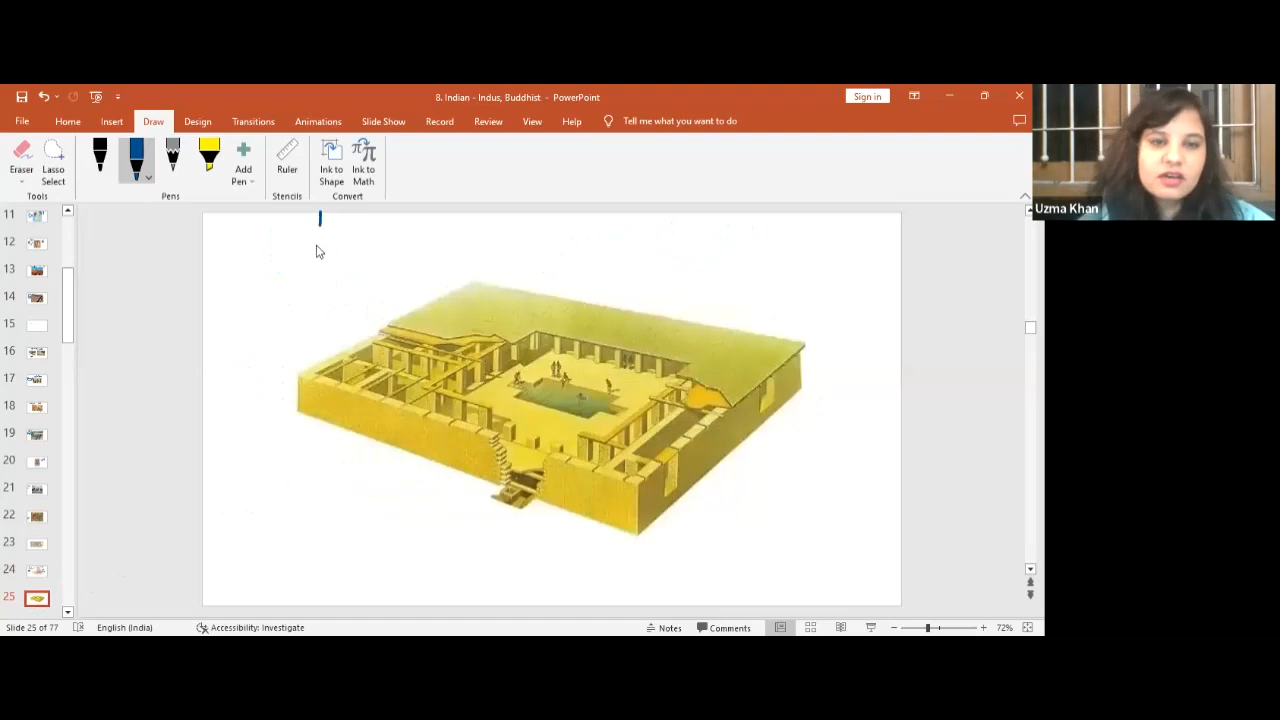 8. Indian - Indus, Buddhist - PowerPoint
Sign in
File Home Insert Draw Design Transitions Animations Slide Show Record Review View Help Tell me what you want to do
Eraser Lasso Select Add Pen Ruler Ink to Shape Ink to Math
Tools Pens Stencils Convert
Uzma Khan
11
12
13
14
15
16
17
18
19
20
21
22
23
24
25
Slide 25 of 77 English (India) Accessibility: Investigate Notes Comments 72%